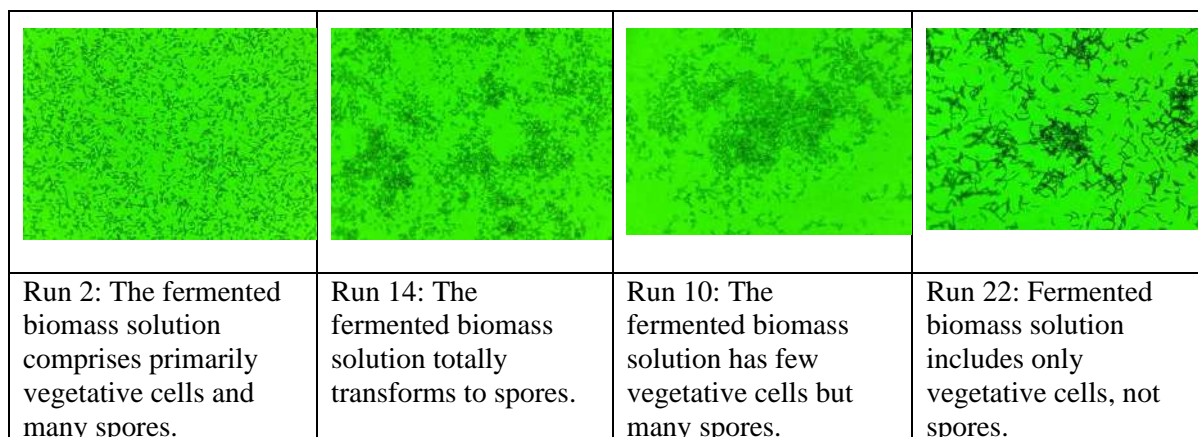 Run 2: The fermented
biomass solution
comprises primarily
vegetative cells and
many spores.
Run 14: The
fermented biomass
solution totally
transforms to spores.
Run 10: The
fermented biomass
solution has few
vegetative cells but
many spores.
Run 22: Fermented
biomass solution
includes only
vegetative cells, not
spores.